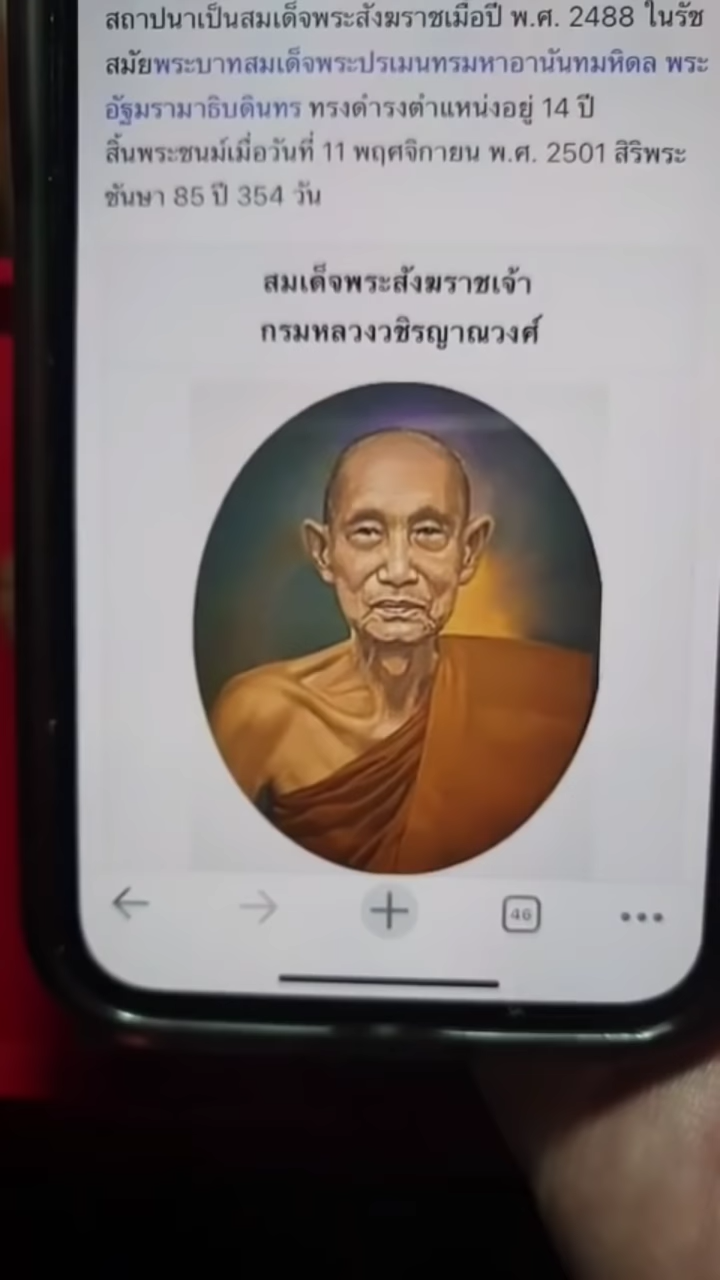 สถาปนาเป็นสมเด็จพระสังฆราชเมื่อปี พ.ศ. 2488 ในรัช
สมัยพระบาทสมเด็จพระปรเมนทรมหาอานันทมหิดล พระ
อัฐมรามาธิบดินทร ทรงดำรงตำแหน่งอยู่ 14 ปี
สิ้นพระชนม์เมื่อวันที่ 11 พฤศจิกายน พ.ศ. 2501 สิริพระ
ชันษา 85 ปี 354 วัน
สมเด็จพระสังฆราชเจ้า
กรมหลวงวชิรญาณวงศ์
46